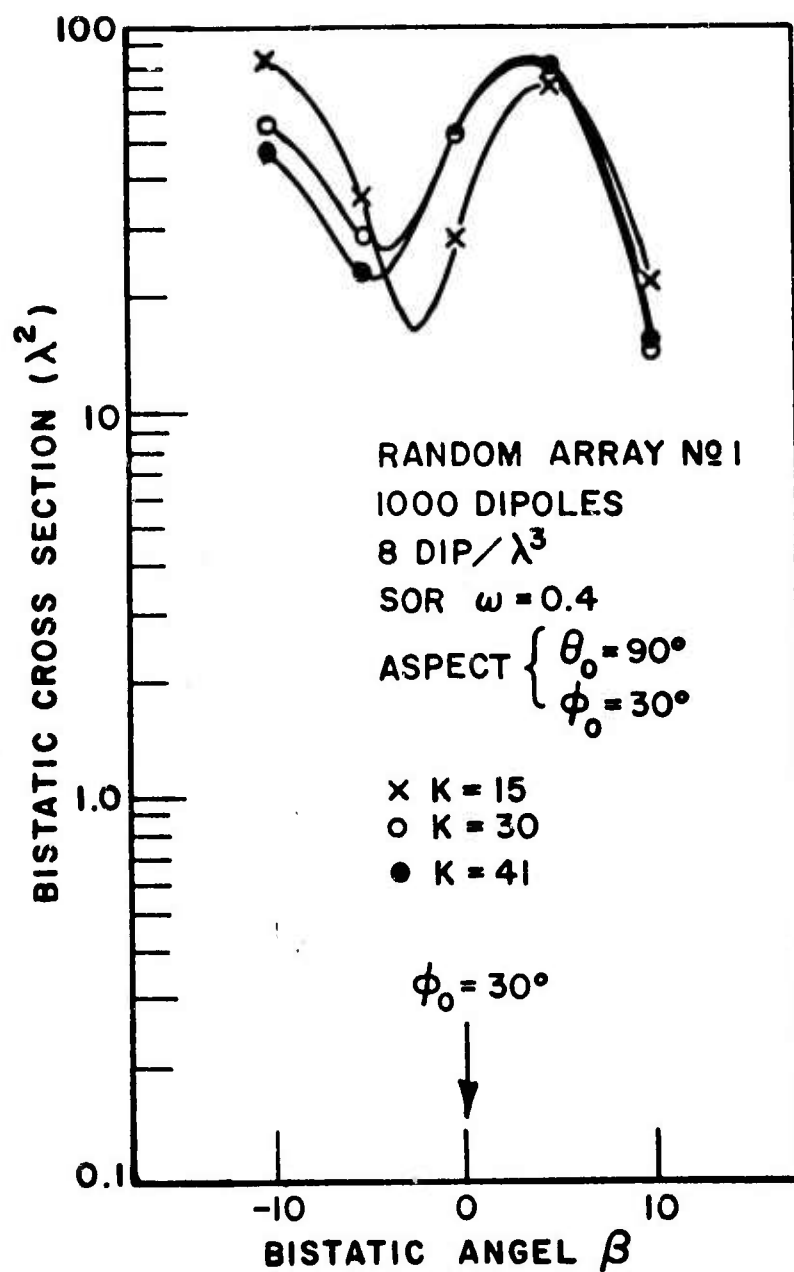 100
10
1.0
0.1
BISTATIC CROSS SECTION (λ²)
RANDOM ARRAY Nº 1
1000 DIPOLES
8 DIP/λ³
SOR ω = 0.4
ASPECT { θ₀ = 90°
ϕ₀ = 30°
× K = 15
○ K = 30
● K = 41
ϕ₀ = 30°
-10 0 10
BISTATIC ANGEL β